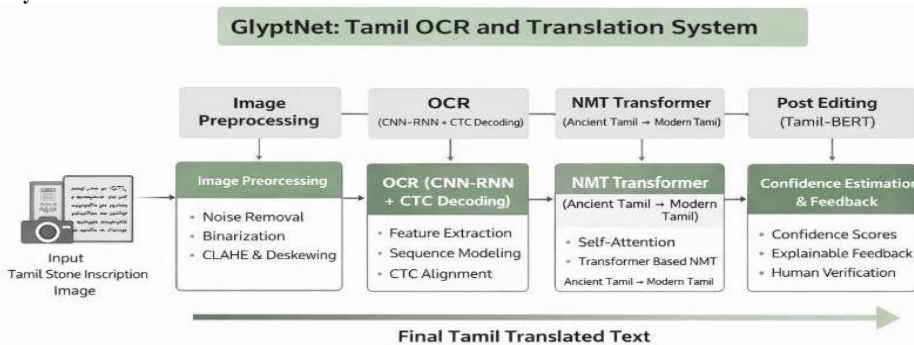 GlyptNet: Tamil OCR and Translation System
Image
Preprocessing
OCR
(CNN-RNN + CTC Decoding)
NMT Transformer
(Ancient Tamil → Modern Tami)
Post Editing
(Tamil-BERT)
Input
Tamil Stone Inscription
Image
Image Preorcessing
• Noise Removal
• Binarization
• CLAHE & Deskewing
OCR (CNN-RNN
+ CTC Decoding)
• Feature Extraction
• Sequence Modeling
• CTC Alignment
NMT Transformer
(Ancient Tamil → Modern
Tamil)
• Self-Attention
• Transformer Based NMT
Ancient Tamil → Modern Tamil
Confidence Estimation
& Feedback
• Confidence Scores
• Explainable Feedback
• Human Verification
Final Tamil Translated Text